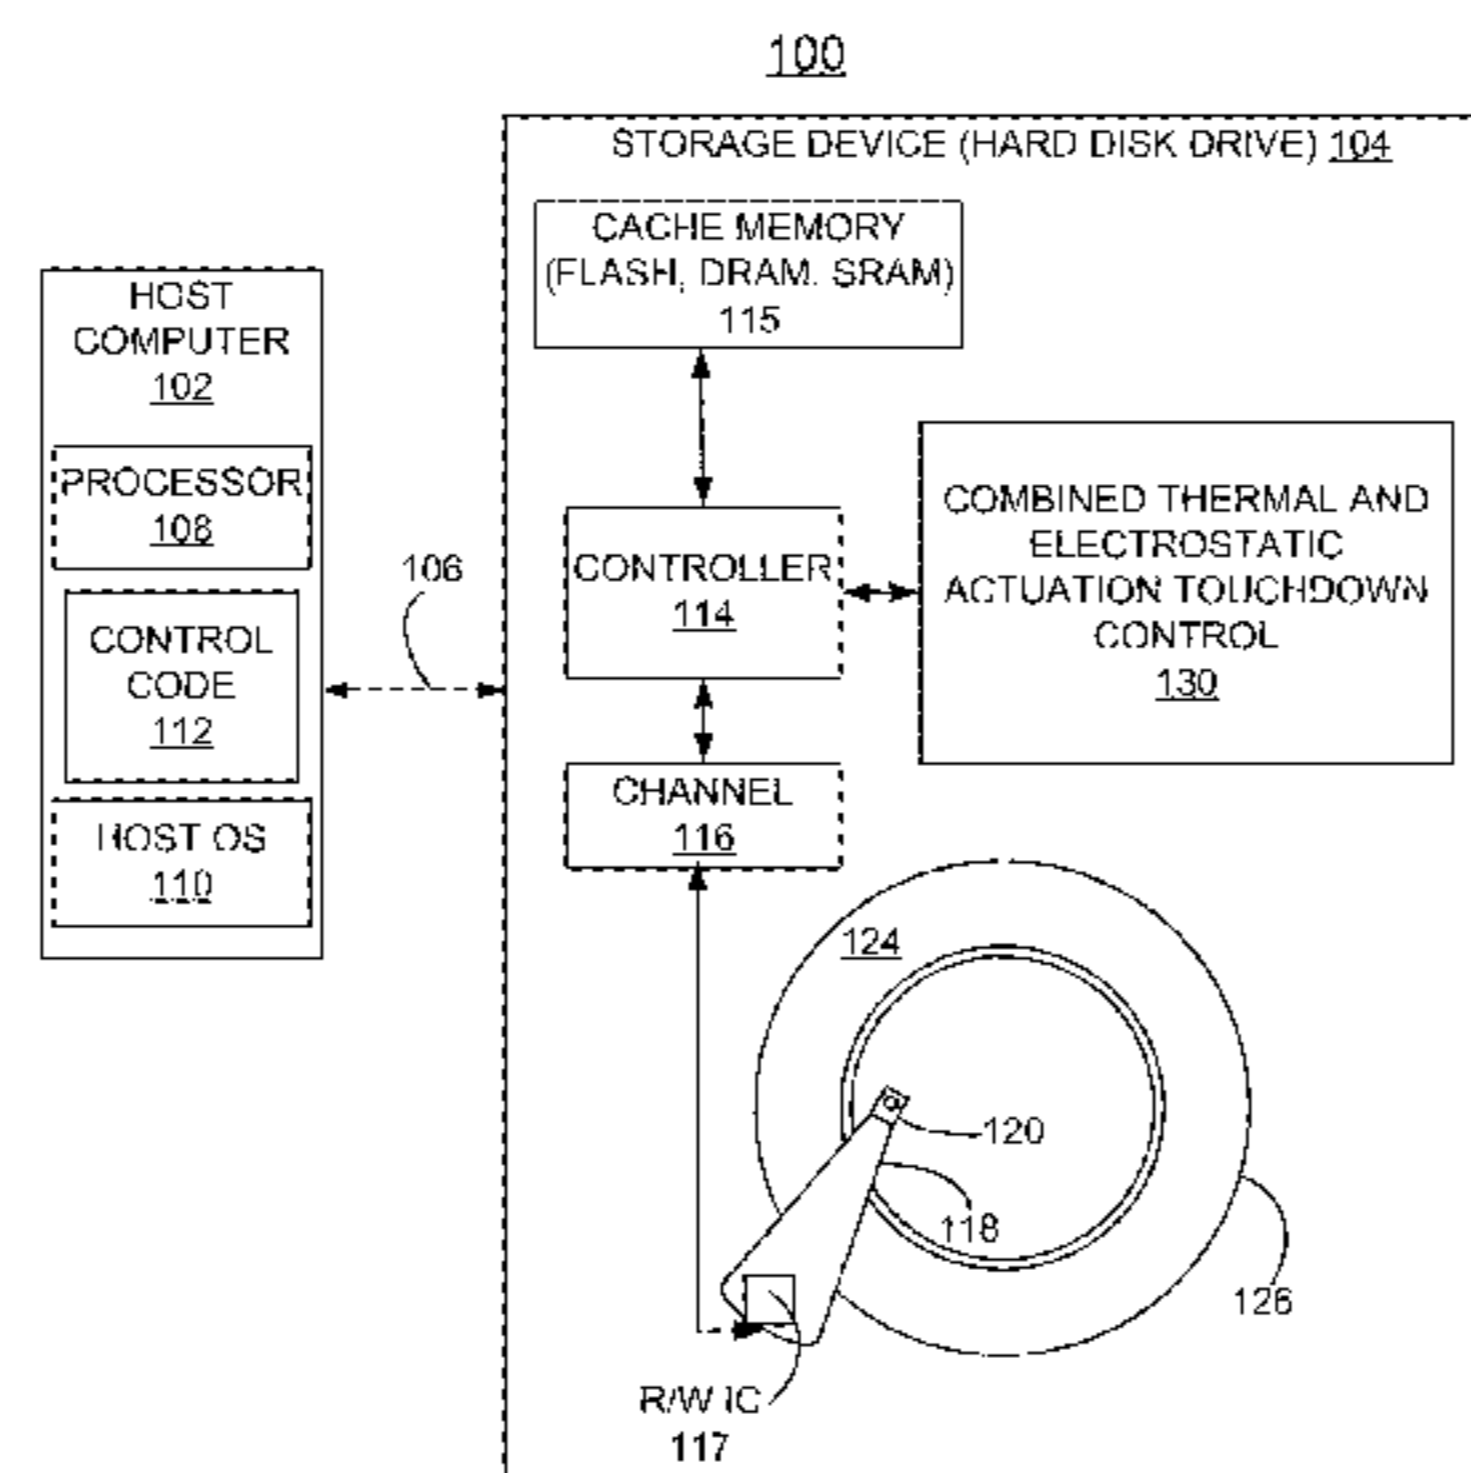 100
STORAGE DEVICE (HARD DISK DRIVE) 104
CACHE MEMORY
(FLASH, DRAM. SRAM)
115
HOST
COMPUTER
102
PROCESSOR
108
CONTROL
CODE
112
HOST OS
110
106
CONTROLLER
114
COMBINED THERMAL AND
ELECTROSTATIC
ACTUATION TOUCHDOWN
CONTROL
130
CHANNEL
116
124
120
118
126
R/W IC
117